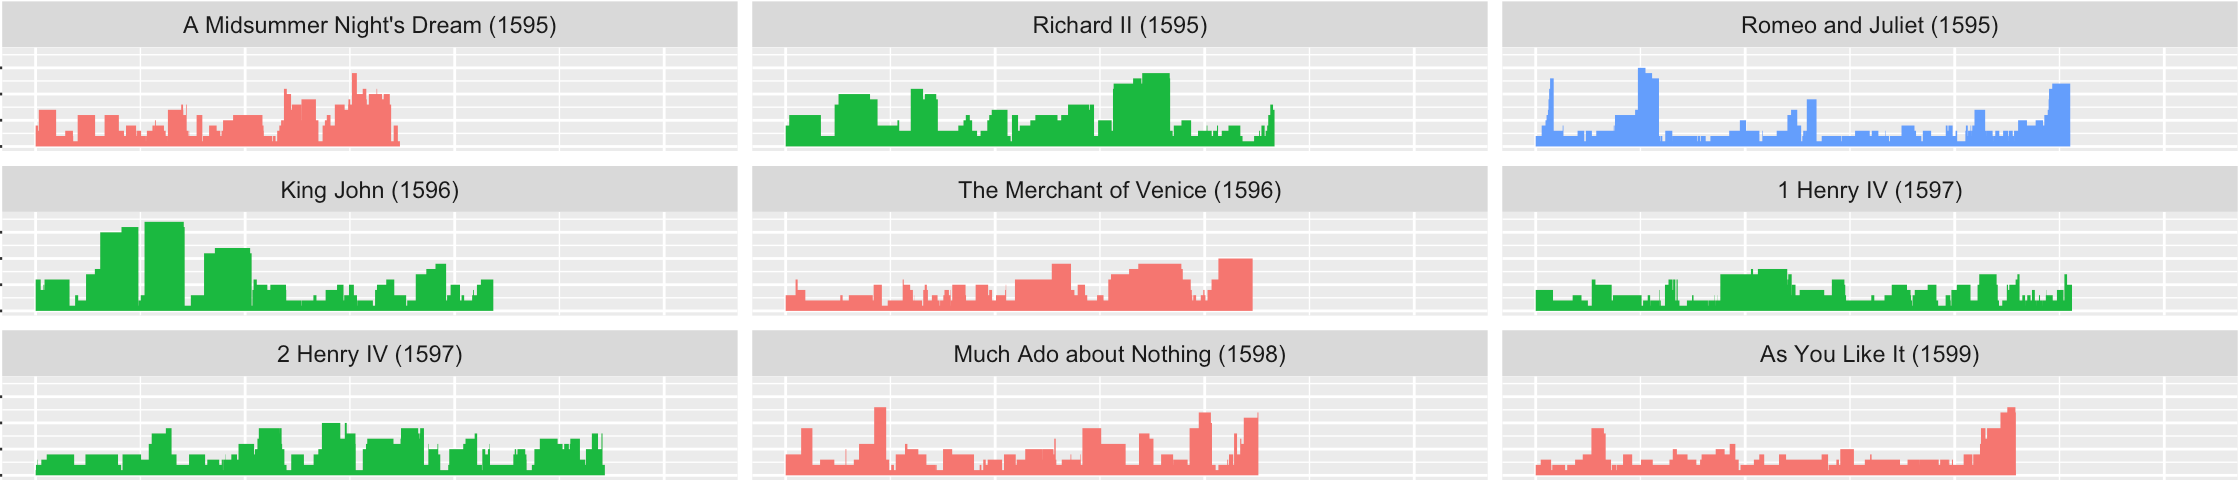 A Midsummer Night's Dream (1595)
Richard II (1595)
Romeo and Juliet (1595)
King John (1596)
The Merchant of Venice (1596)
1 Henry IV (1597)
2 Henry IV (1597)
Much Ado about Nothing (1598)
As You Like It (1599)